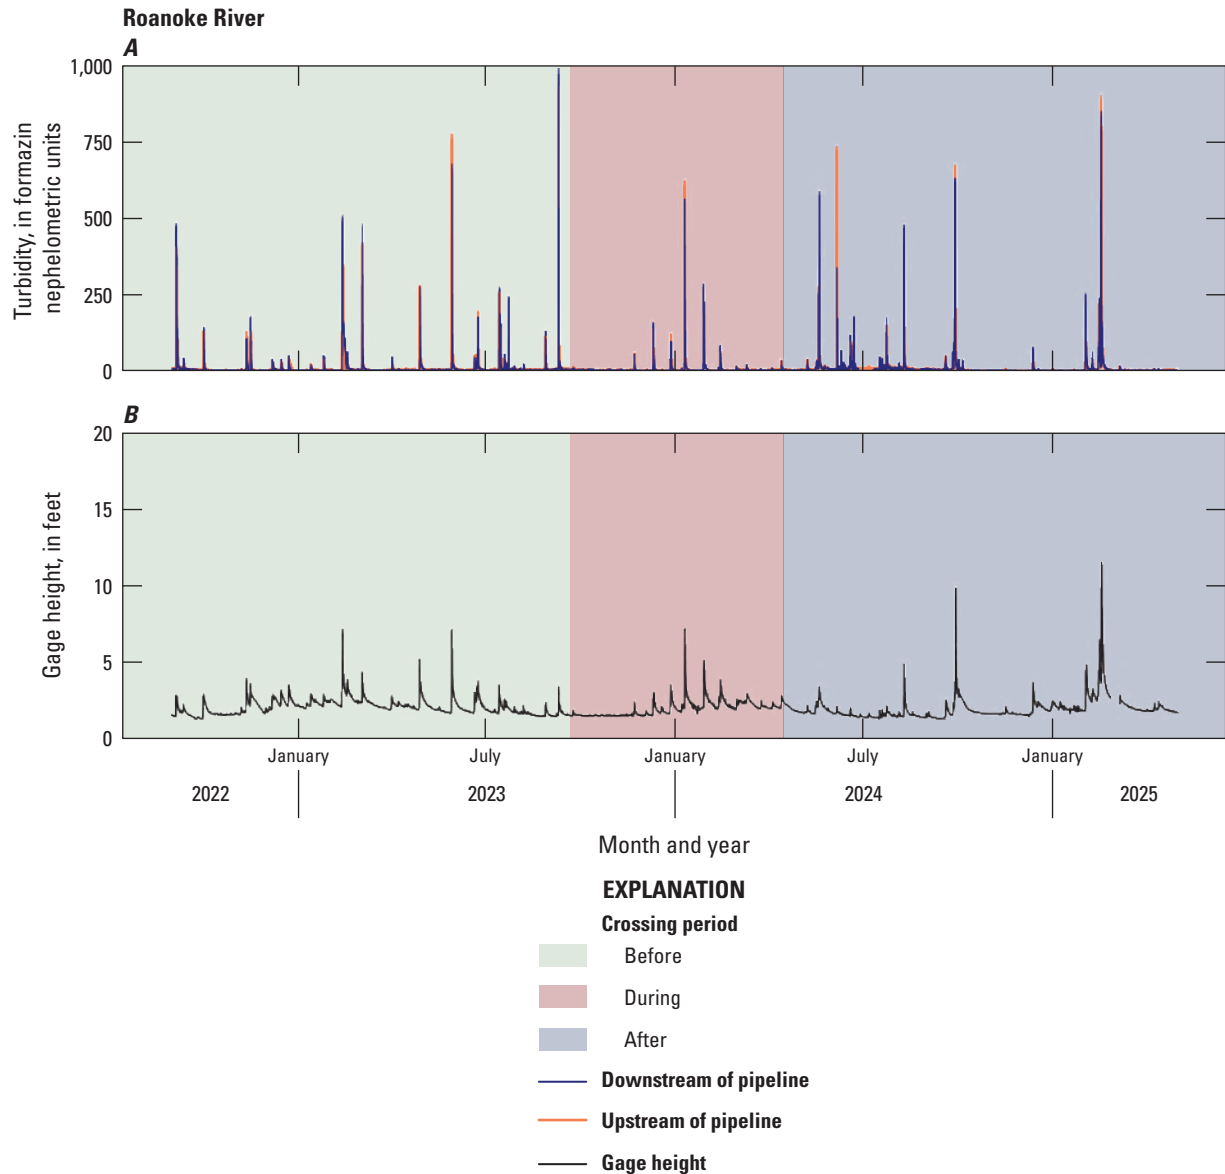 Roanoke River
A
1,000
750
500
250
0
Turbidity, in formazin
nephelometric units
B
20
15
10
5
0
Gage height, in feet
January
July
January
July
January
2022
2023
2024
2025
Month and year
EXPLANATION
Crossing period
Before
During
After
Downstream of pipeline
Upstream of pipeline
Gage height